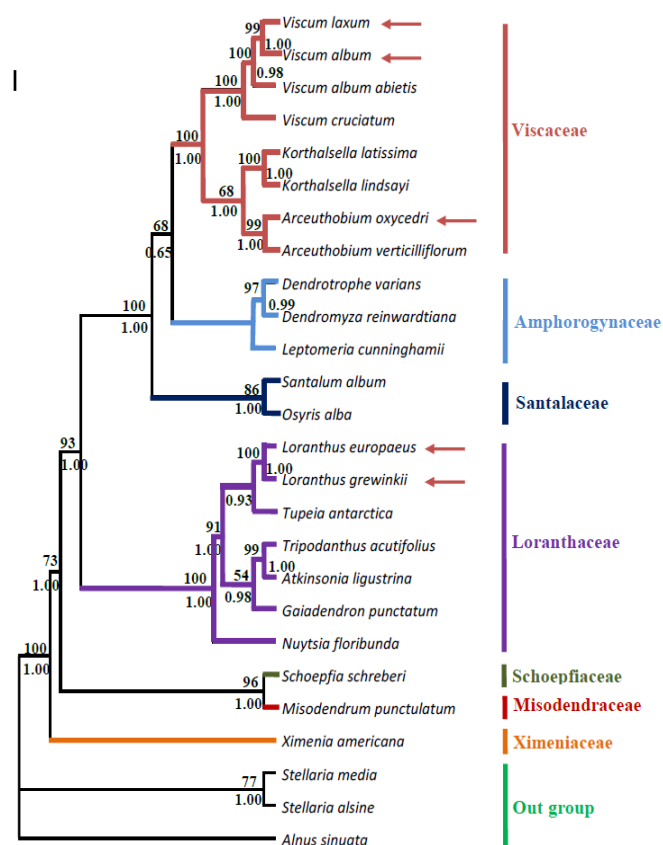 Viscum laxum
99
1.00
Viscum album
100
0.98
Viscum album abietis
100
1.00
Viscum cruciatum
Viscaceae
100
1.00
Korthalsella latissima
100
1.00
Korthalsella lindsayi
68
1.00
Arceuthobium oxycedri
99
1.00
Arceuthobium verticilliflorum
68
0.65
Dendrotrophe varians
97
0.99
Dendromyza reinwardtiana
Amphorogynaceae
100
1.00
Leptomeria cunninghamii
Santalum album
86
1.00
Santalaceae
Osyris alba
93
1.00
Loranthus europaeus
100
1.00
Loranthus grewinkii
0.93
Tupeia antarctica
91
1.00
Tripodanthus acutifolius
Loranthaceae
99
1.00
Atkinsonia ligustrina
73
1.00
100
1.00
54
0.98
Gaiadendron punctatum
Nuytsia floribunda
100
1.00
Schoepfia schreberi
Schoepfiaceae
96
1.00
Misodendrum punctulatum
Misodendraceae
Ximenia americana
Ximeniaceae
Stellaria media
77
1.00
Stellaria alsine
Out group
Alnus sinuata